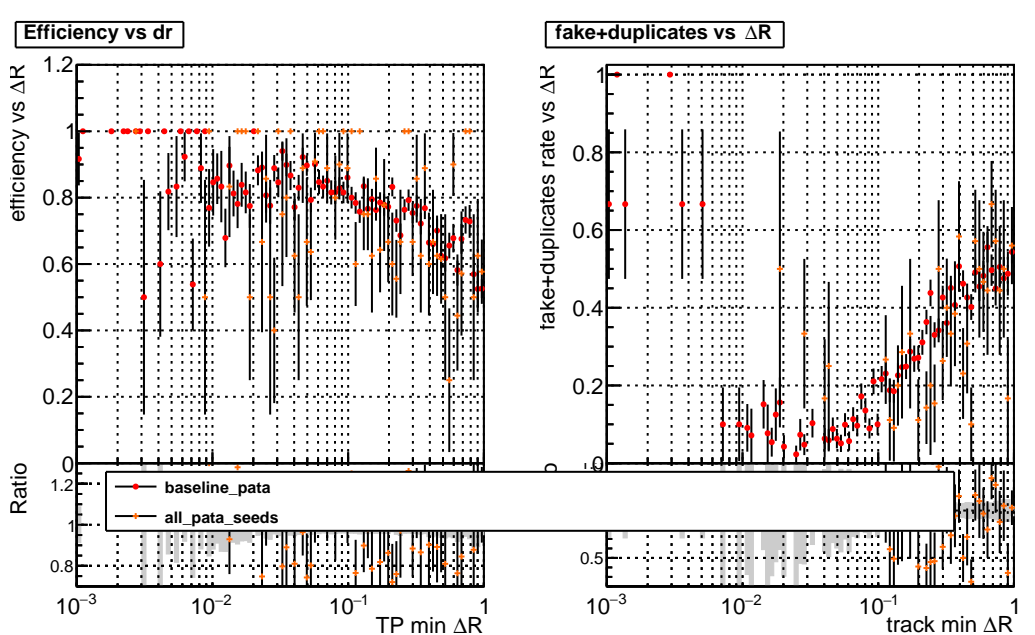 Efficiency vs dr
fake+duplicates vs ΔR
efficiency vs ΔR
1.2
1
0.8
0.6
0.4
0.2
0
fake+duplicates rate vs ΔR
1
0.8
0.6
0.4
0.2
0
Ratio
1.2
1
0.8
0.5
baseline_pata
all_pata_seeds
10⁻³
10⁻²
10⁻¹
1
TP min ΔR
10⁻³
10⁻²
10⁻¹
1
track min ΔR